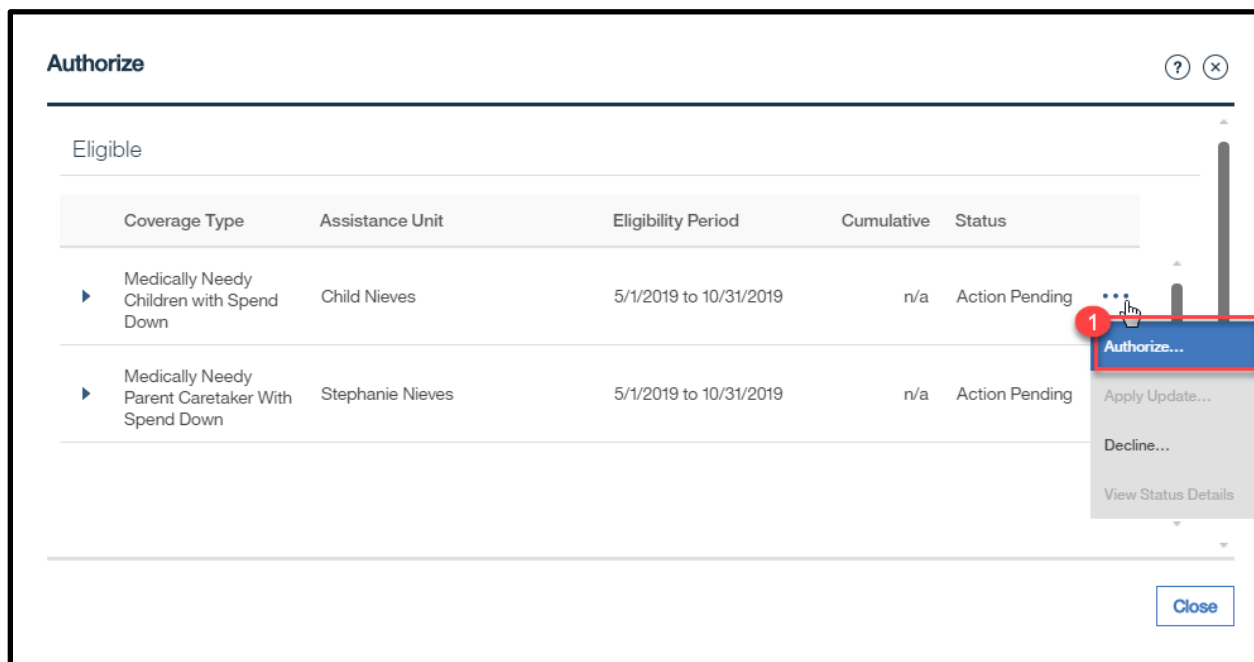 Authorize
?
Eligible
Coverage Type Assistance Unit Eligibility Period Cumulative Status
Medically Needy
Children with Spend
Down
Child Nieves 5/1/2019 to 10/31/2019 n/a Action Pending ...
1
Authorize...
Medically Needy
Parent Caretaker With
Spend Down
Stephanie Nieves 5/1/2019 to 10/31/2019 n/a Action Pending
Apply Update...
Decline...
View Status Details
Close